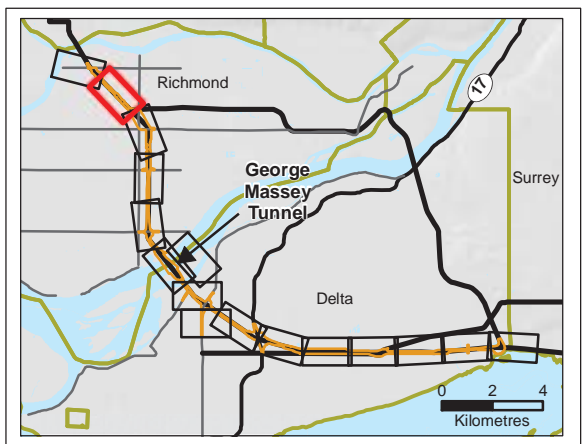 Richmond
17
George
Massey
Tunnel
Surrey
Delta
0 2 4
Kilometres